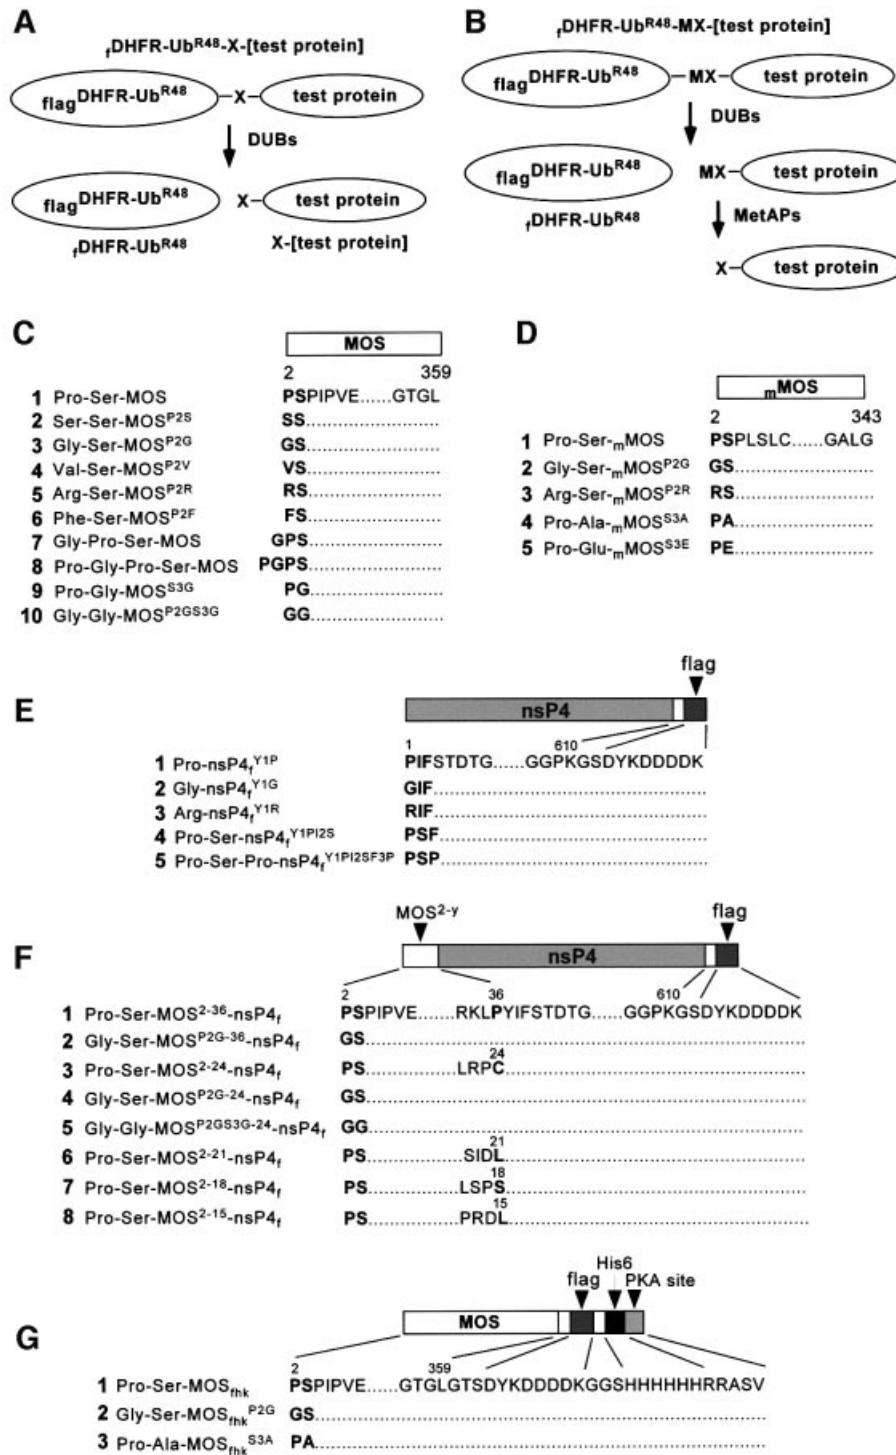 A
fDHFR-UbR48-X-[test protein]
flagDHFR-UbR48 X test protein
DUBs
flagDHFR-UbR48 X test protein
fDHFR-UbR48 X-[test protein]
B
fDHFR-UbR48-MX-[test protein]
flagDHFR-UbR48 MX test protein
DUBs
flagDHFR-UbR48 MX test protein
fDHFR-UbR48 MetAPs
X test protein
C
MOS
2 359
1 Pro-Ser-MOS PSPIPVE......GTGL
2 Ser-Ser-MOSP2S SS
3 Gly-Ser-MOSP2G GS
4 Val-Ser-MOSP2V VS
5 Arg-Ser-MOSP2R RS
6 Phe-Ser-MOSP2F FS
7 Gly-Pro-Ser-MOS GPS
8 Pro-Gly-Pro-Ser-MOS PGPS
9 Pro-Gly-MOSS3G PG
10 Gly-Gly-MOSP2GS3G GG
D
mMOS
2 343
1 Pro-Ser-mMOS PSPLSLC......GALG
2 Gly-Ser-mMOSP2G GS
3 Arg-Ser-mMOSP2R RS
4 Pro-Ala-mMOSS3A PA
5 Pro-Glu-mMOSS3E PE
E
flag
nsP4
1 610
1 Pro-nsP4fY1P PIFSTDTG......GGPKGSDYKDDDDK
2 Gly-nsP4fY1G GIF
3 Arg-nsP4fY1R RIF
4 Pro-Ser-nsP4fY1PI2S PSF
5 Pro-Ser-Pro-nsP4fY1PI2SF3P PSP
F
MOS2-y flag
nsP4
2 36 610
1 Pro-Ser-MOS2-36-nsP4f PSPIPVE......RKLPYIFSTDTG......GGPKGSDYKDDDDK
2 Gly-Ser-MOSP2G-36-nsP4f GS
24
3 Pro-Ser-MOS2-24-nsP4f PS LRPC
4 Gly-Ser-MOSP2G-24-nsP4f GS
5 Gly-Gly-MOSP2GS3G-24-nsP4f GG
21
6 Pro-Ser-MOS2-21-nsP4f PS SIDL
18
7 Pro-Ser-MOS2-18-nsP4f PS LSPS
15
8 Pro-Ser-MOS2-15-nsP4f PS PRDL
G
His6
flag PKA site
MOS
2 359
1 Pro-Ser-MOSfhk PSPIPVE......GTGLGTSDYKDDDDKGGSHHHHHHRRASV
2 Gly-Ser-MOSfhkP2G GS
3 Pro-Ala-MOSfhkS3A PA